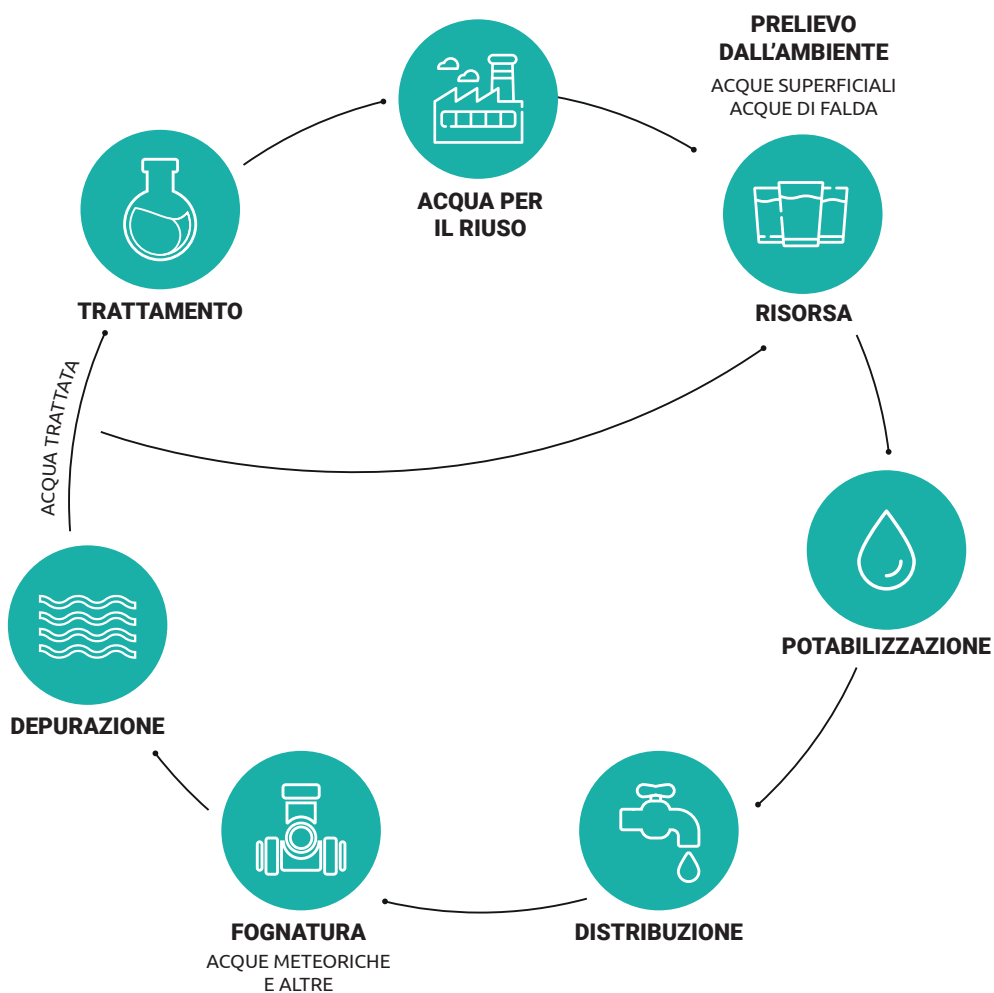 PRELIEVO
DALL'AMBIENTE
ACQUE SUPERFICIALI
ACQUE DI FALDA
ACQUA PER
IL RIUSO
TRATTAMENTO
RISORSA
ACQUA TRATTATA
POTABILIZZAZIONE
DEPURAZIONE
FOGNATURA
ACQUE METEORICHE
E ALTRE
DISTRIBUZIONE